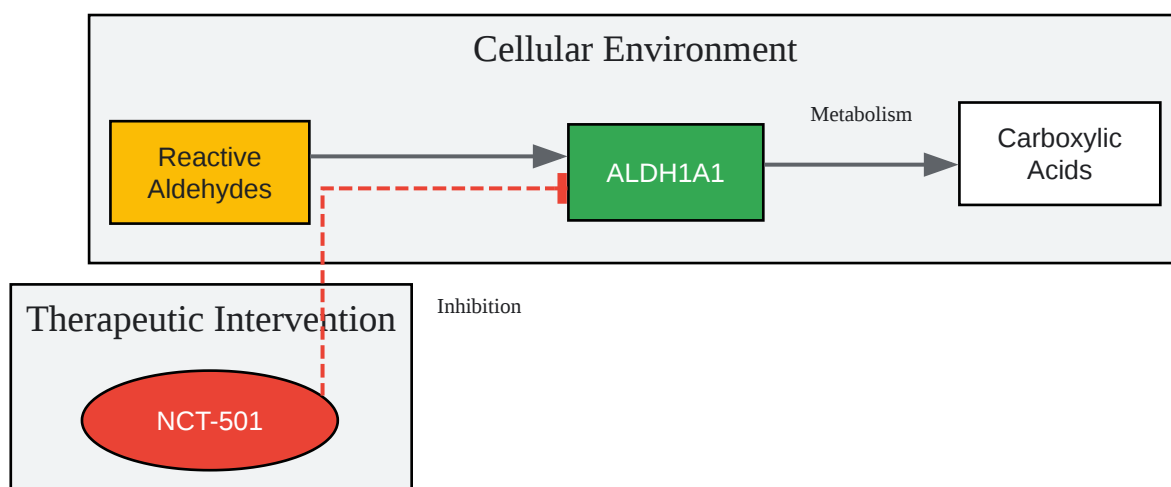 Cellular Environment
Reactive
Aldehydes
ALDH1A1
Metabolism
Carboxylic
Acids
Therapeutic Intervention
Inhibition
NCT-501